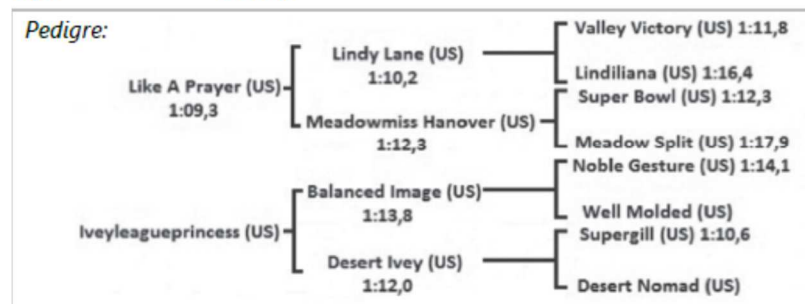 Pedigre:
Valley Victory (US) 1:11,8
Lindy Lane (US)
1:10,2
Lindiliana (US) 1:16,4
Like A Prayer (US)
1:09,3
Super Bowl (US) 1:12,3
Meadowmiss Hanover (US)
1:12,3
Meadow Split (US) 1:17,9
Noble Gesture (US) 1:14,1
Balanced Image (US)
1:13,8
Well Molded (US)
Iveyleagueprincess (US)
Supergill (US) 1:10,6
Desert Ivey (US)
1:12,0
Desert Nomad (US)